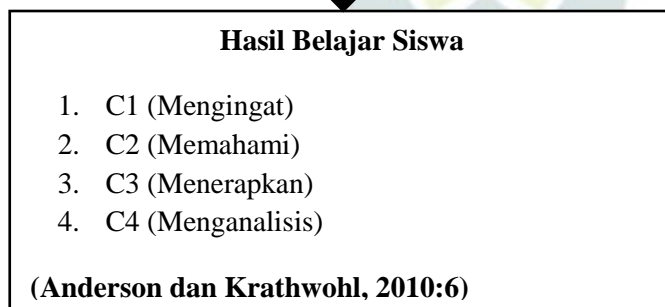 Hasil Belajar Siswa
1. C1 (Mengingat)
2. C2 (Memahami)
3. C3 (Menerapkan)
4. C4 (Menganalisis)
(Anderson dan Krathwohl, 2010:6)